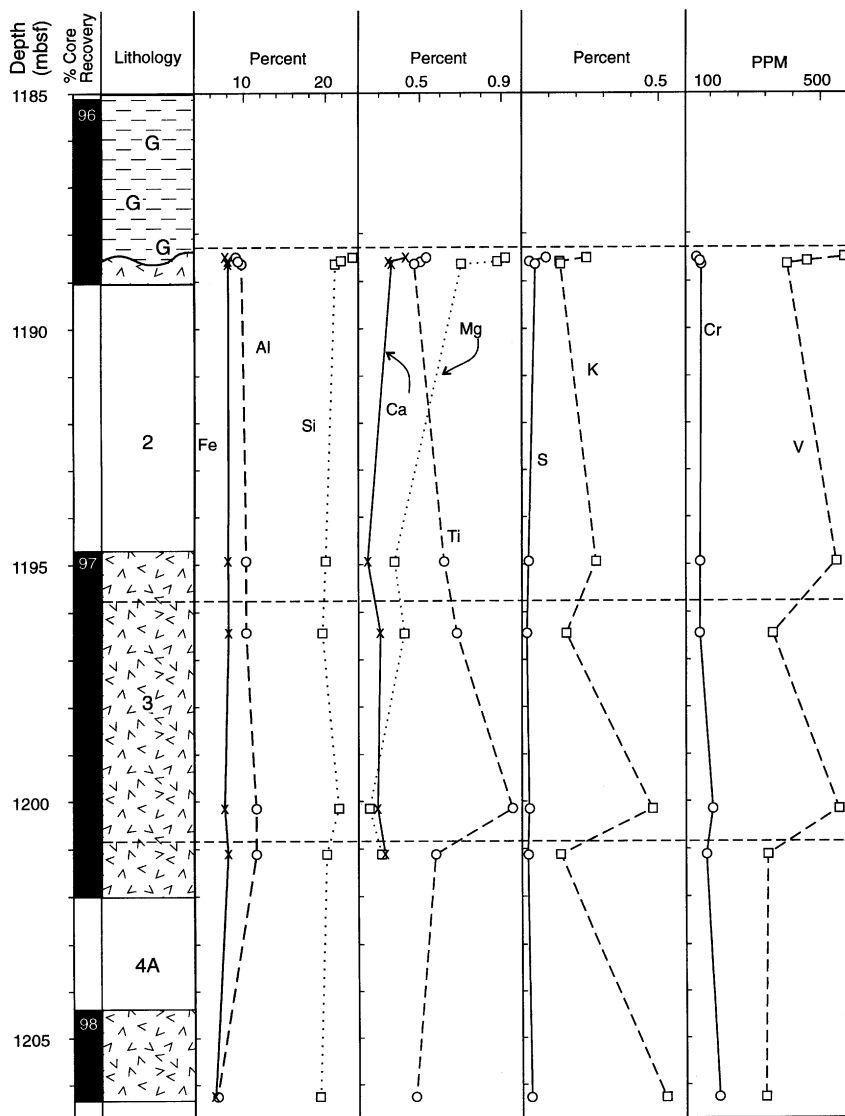 Depth (mbsf)
% Core Recovery
Lithology
Percent
10
20
Percent
0.5
0.9
Percent
0.5
PPM
100
500
1185
96
G
G
G
1190
Al
Mg
Cr
K
Ca
Si
Fe
2
S
V
Ti
1195
97
3
1200
4A
98
1205